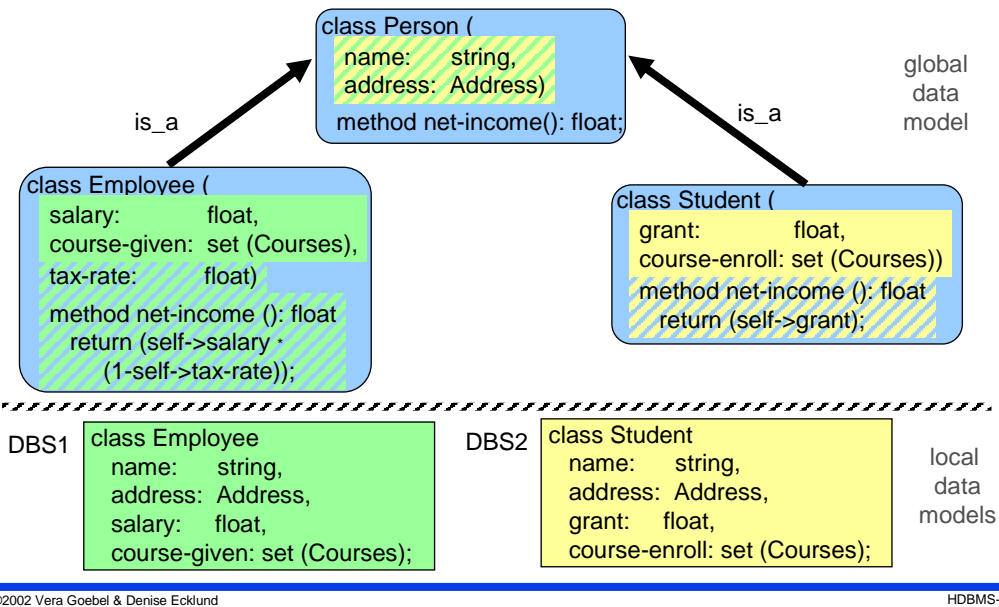 class Person (
name: string,
address: Address)
method net-income(): float;
global
data
model
is_a
is_a
class Employee (
salary: float,
course-given: set (Courses),
tax-rate: float)
method net-income (): float
return (self->salary *
(1-self->tax-rate));
class Student (
grant: float,
course-enroll: set (Courses))
method net-income (): float
return (self->grant);
DBS1
class Employee
name: string,
address: Address,
salary: float,
course-given: set (Courses);
DBS2
class Student
name: string,
address: Address,
grant: float,
course-enroll: set (Courses);
local
data
models
©2002 Vera Goebel & Denise Ecklund
HDBMS-